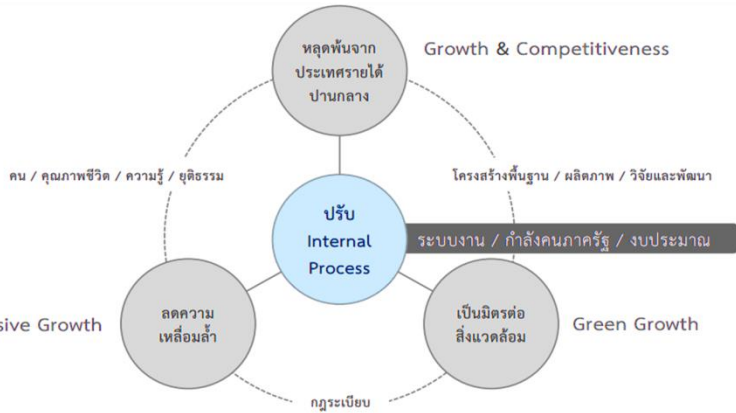 หลุดพ้นจาก
ประเทศรายได้
ปานกลาง
Growth & Competitiveness
คน / คุณภาพชีวิต / ความรู้ / ยุติธรรม
โครงสร้างพื้นฐาน / ผลิตภาพ / วิจัยและพัฒนา
ปรับ
Internal
Process
ระบบงาน / กำลังคนภาครัฐ / งบประมาณ
sive Growth
ลดความ
เหลื่อมล้ำ
เป็นมิตรต่อ
สิ่งแวดล้อม
Green Growth
กฎระเบียบ